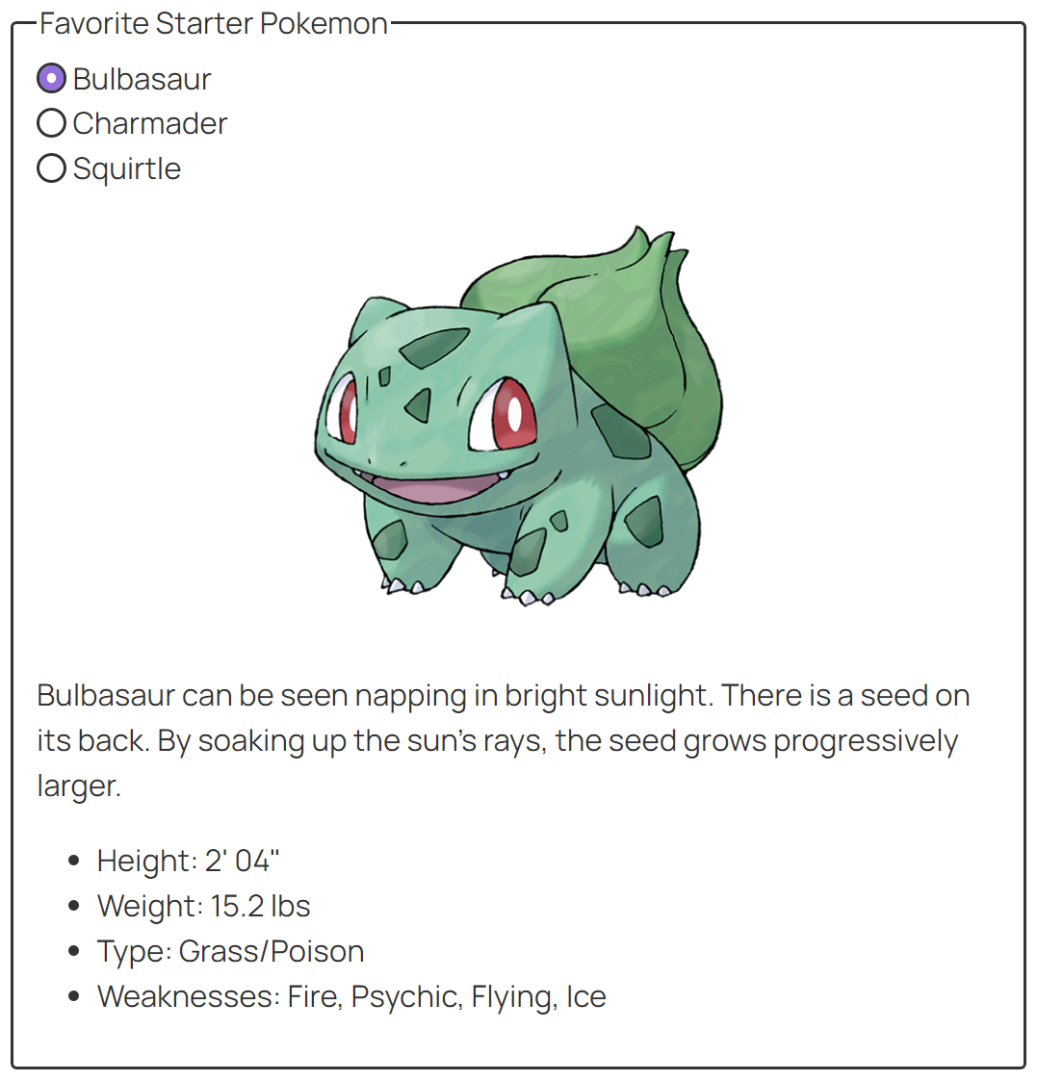 Favorite Starter Pokemon
Bulbasaur
Charmader
Squirtle
Bulbasaur can be seen napping in bright sunlight. There is a seed on
its back. By soaking up the sun's rays, the seed grows progressively
larger.
• Height: 2' 04"
• Weight: 15.2 lbs
• Type: Grass/Poison
• Weaknesses: Fire, Psychic, Flying, Ice